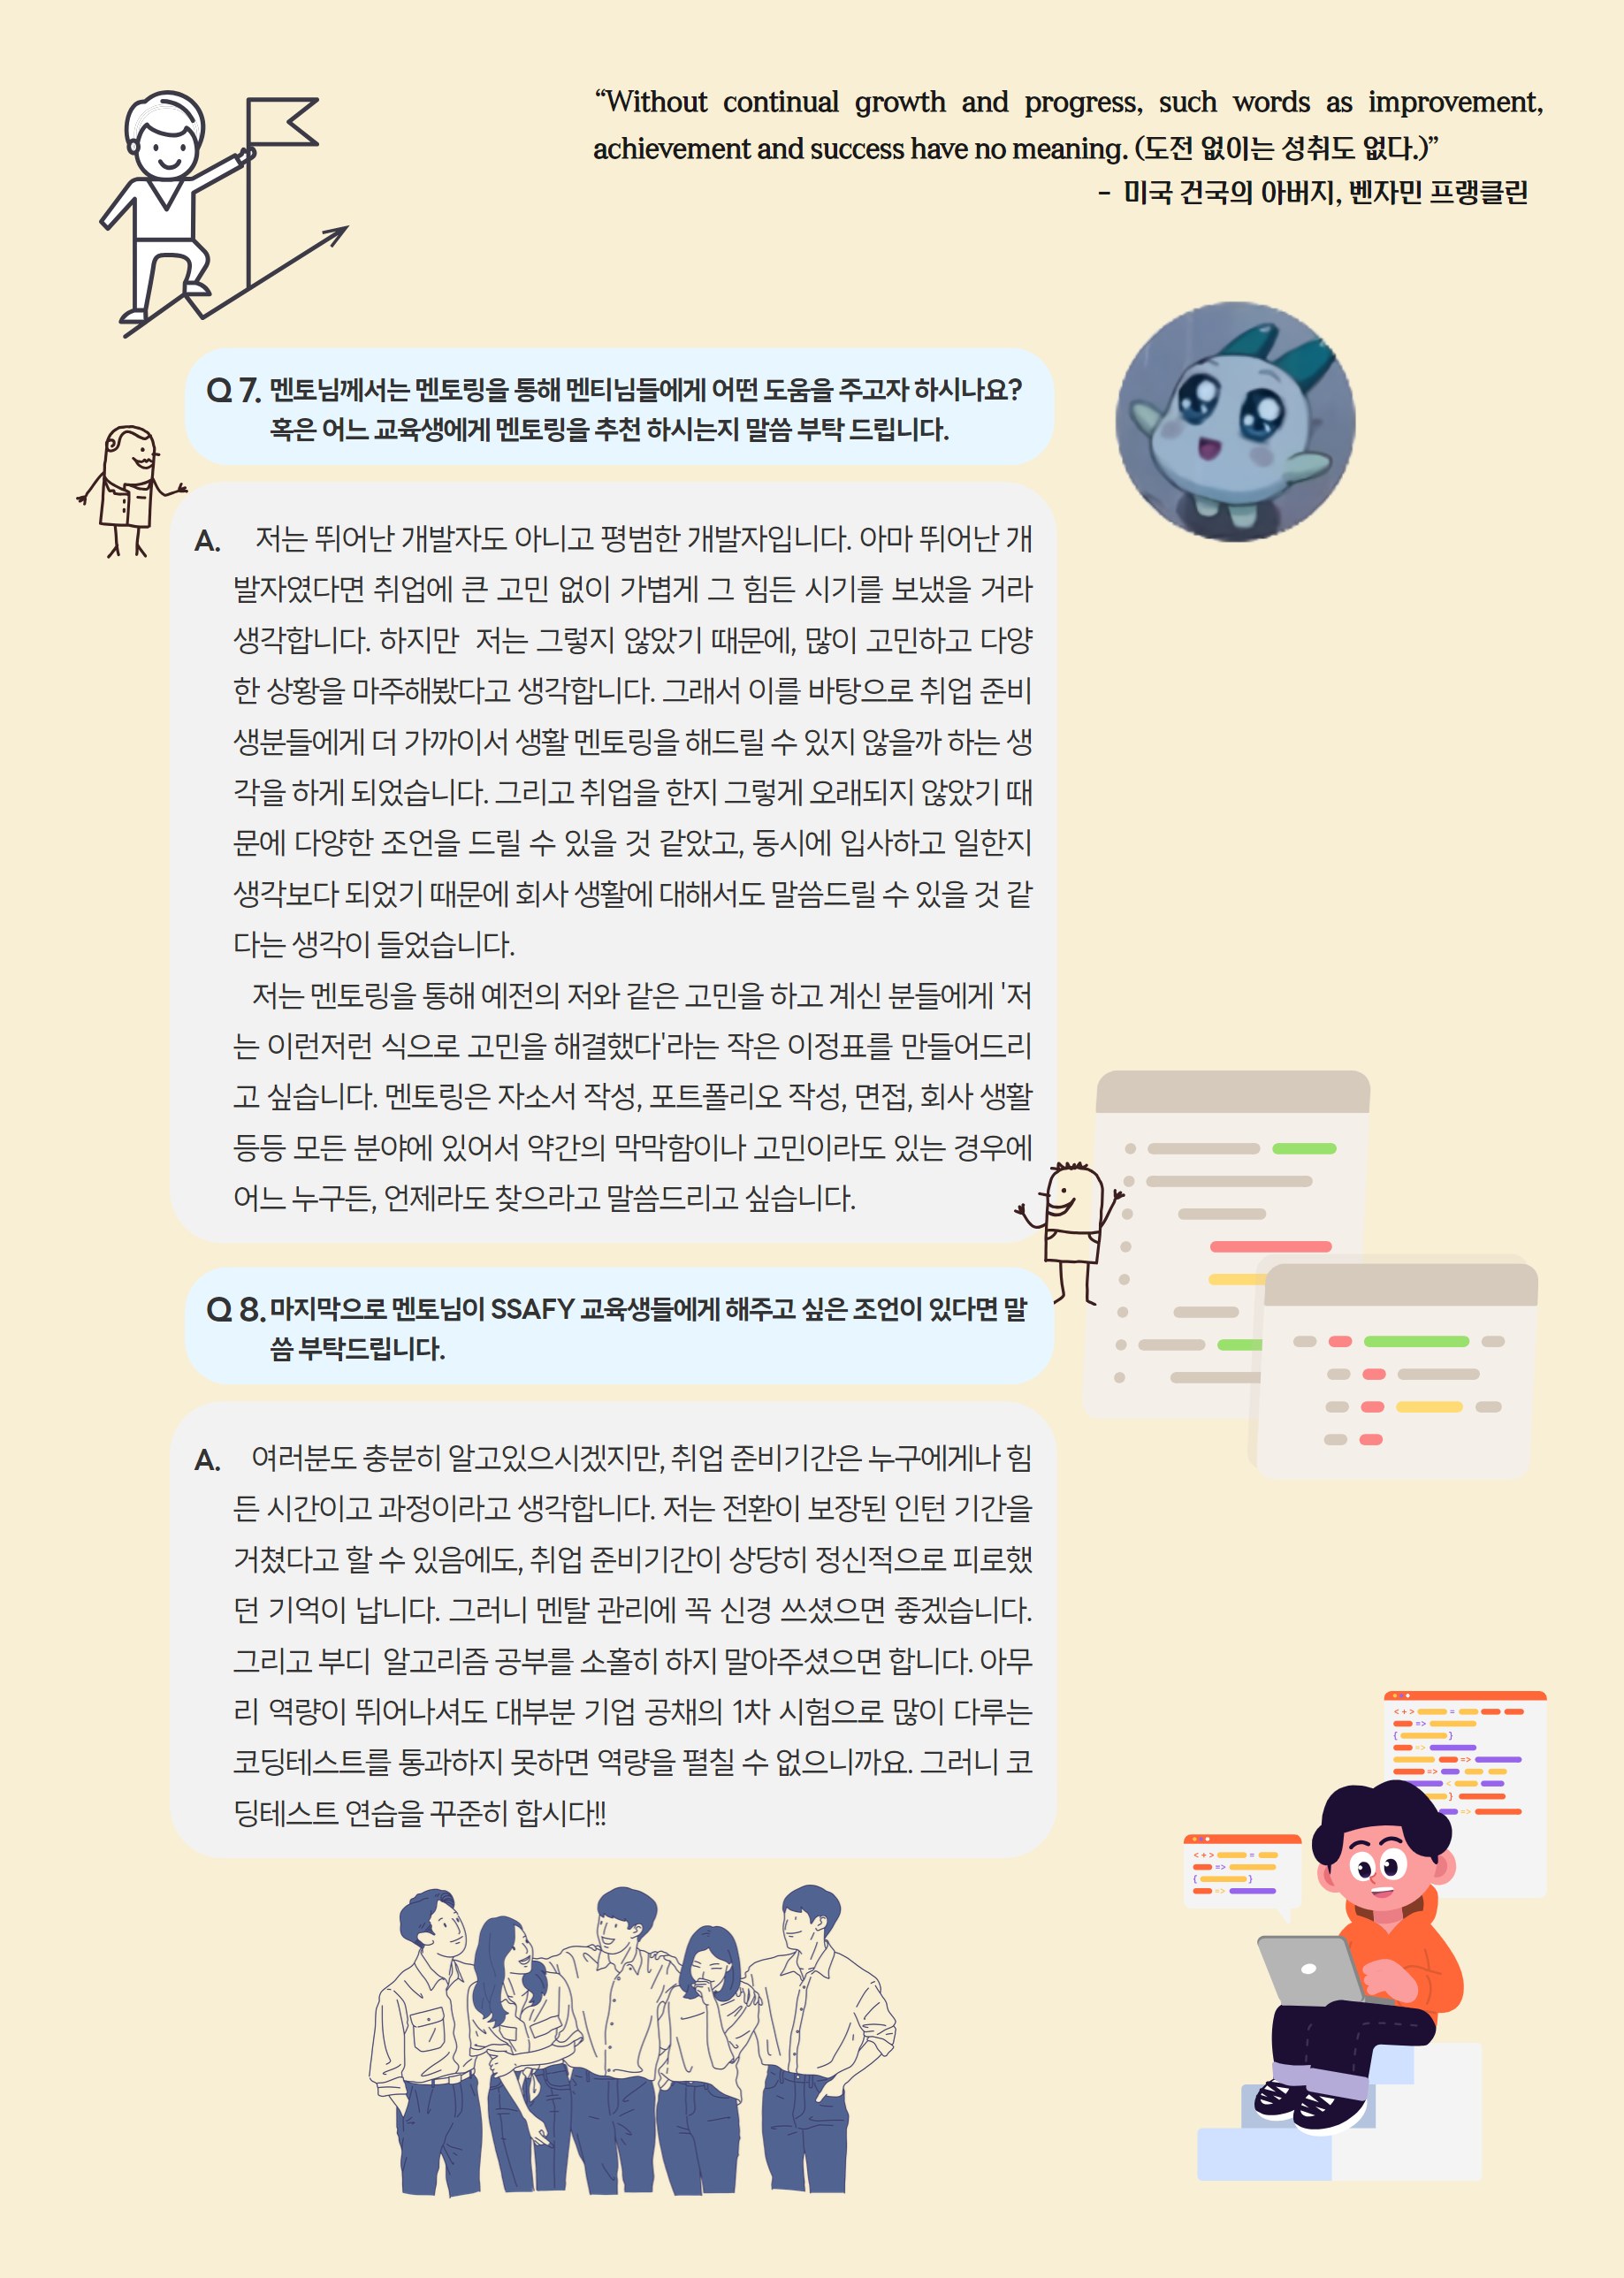 “Without continual growth and progress, such words as improvement,
achievement and success have no meaning. (도전 없이는 성취도 없다.)”
- 미국 건국의 아버지, 벤자민 프랭클린
Q 7. 멘토님께서는 멘토링을 통해 멘티님들에게 어떤 도움을 주고자 하시나요?
혹은 어느 교육생에게 멘토링을 추천 하시는지 말씀 부탁 드립니다.
A. 저는 뛰어난 개발자도 아니고 평범한 개발자입니다. 아마 뛰어난 개
발자였다면 취업에 큰 고민 없이 가볍게 그 힘든 시기를 보냈을 거라
생각합니다. 하지만 저는 그렇지 않았기 때문에, 많이 고민하고 다양
한 상황을 마주해봤다고 생각합니다. 그래서 이를 바탕으로 취업 준비
생분들에게 더 가까이서 생활 멘토링을 해드릴 수 있지 않을까 하는 생
각을 하게 되었습니다. 그리고 취업을 한지 그렇게 오래되지 않았기 때
문에 다양한 조언을 드릴 수 있을 것 같았고, 동시에 입사하고 일한지
생각보다 되었기 때문에 회사 생활에 대해서도 말씀드릴 수 있을 것 같
다는 생각이 들었습니다.
저는 멘토링을 통해 예전의 저와 같은 고민을 하고 계신 분들에게 '저
는 이런저런 식으로 고민을 해결했다'라는 작은 이정표를 만들어드리
고 싶습니다. 멘토링은 자소서 작성, 포트폴리오 작성, 면접, 회사 생활
등등 모든 분야에 있어서 약간의 막막함이나 고민이라도 있는 경우에
어느 누구든, 언제라도 찾으라고 말씀드리고 싶습니다.
Q 8. 마지막으로 멘토님이 SSAFY 교육생들에게 해주고 싶은 조언이 있다면 말
씀 부탁드립니다.
A. 여러분도 충분히 알고있으시겠지만, 취업 준비기간은 누구에게나 힘
든 시간이고 과정이라고 생각합니다. 저는 전환이 보장된 인턴 기간을
거쳤다고 할 수 있음에도, 취업 준비기간이 상당히 정신적으로 피로했
던 기억이 납니다. 그러니 멘탈 관리에 꼭 신경 쓰셨으면 좋겠습니다.
그리고 부디 알고리즘 공부를 소홀히 하지 말아주셨으면 합니다. 아무
리 역량이 뛰어나셔도 대부분 기업 공채의 1차 시험으로 많이 다루는
코딩테스트를 통과하지 못하면 역량을 펼칠 수 없으니까요. 그러니 코
딩테스트 연습을 꾸준히 합시다!!